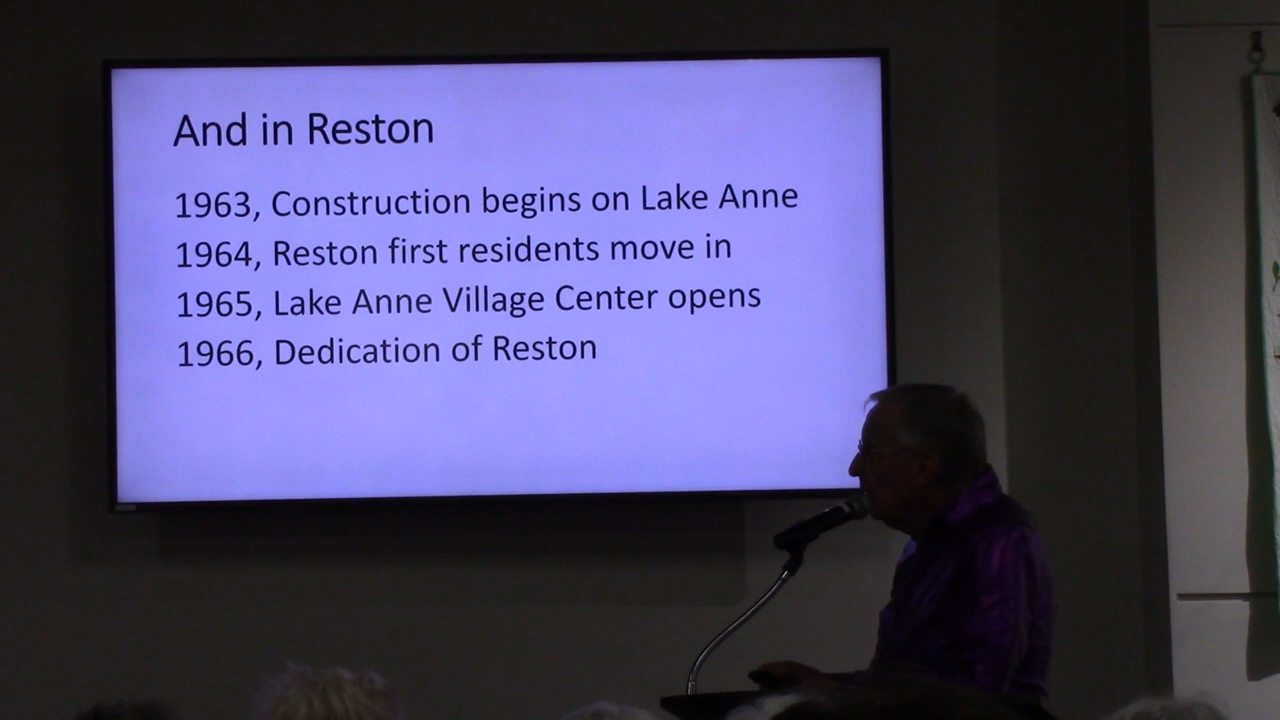 And in Reston
1963, Construction begins on Lake Anne
1964, Reston first residents move in
1965, Lake Anne Village Center opens
1966, Dedication of Reston